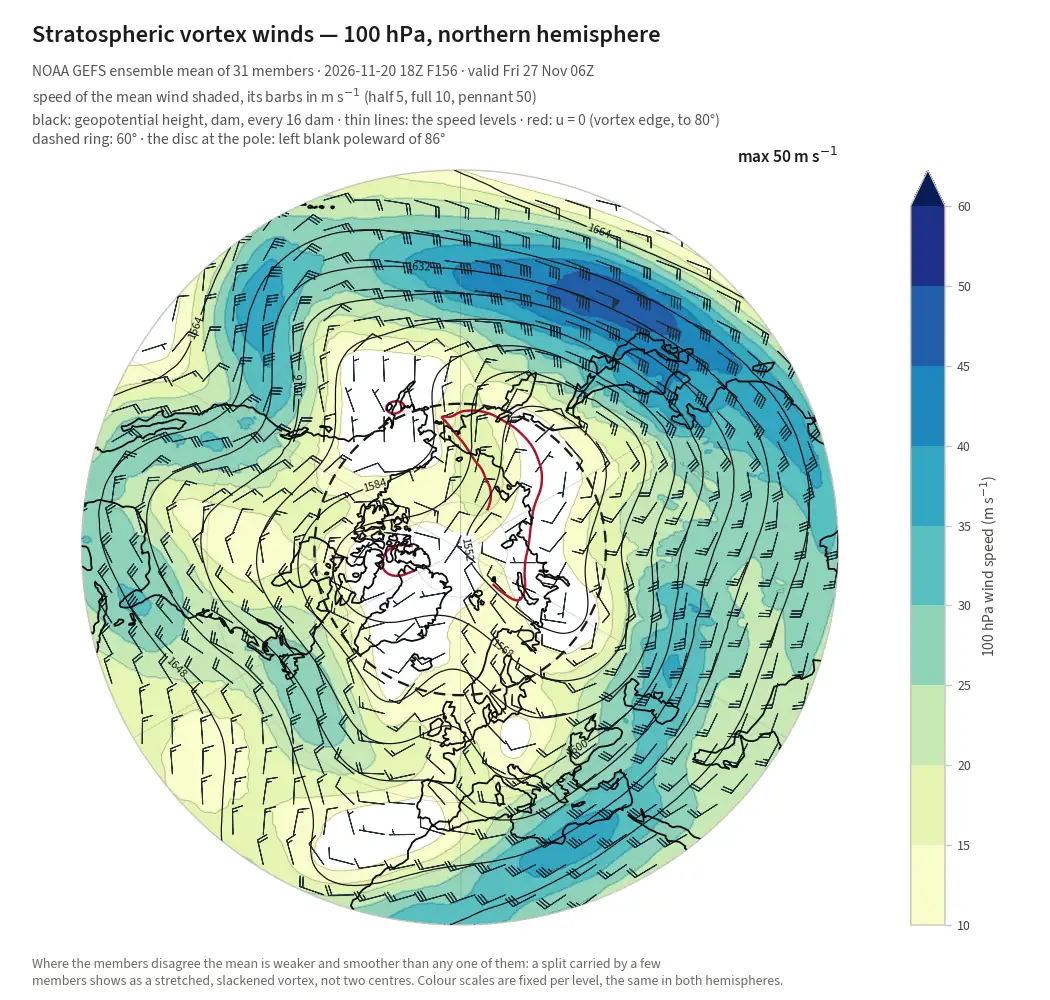 Stratospheric vortex winds — 100 hPa, northern hemisphere
NOAA GEFS ensemble mean of 31 members · 2026-11-20 18Z F156 · valid Fri 27 Nov 06Z
speed of the mean wind shaded, its barbs in m s⁻¹ (half 5, full 10, pennant 50)
black: geopotential height, dam, every 16 dam · thin lines: the speed levels · red: u = 0 (vortex edge, to 80°)
dashed ring: 60° · the disc at the pole: left blank poleward of 86°
max 50 m s⁻¹
1664
1632
1664
1616
1584
1552
1568
1648
1600
60
50
45
40
35
30
25
20
15
10
100 hPa wind speed (m s⁻¹)
Where the members disagree the mean is weaker and smoother than any one of them: a split carried by a few
members shows as a stretched, slackened vortex, not two centres. Colour scales are fixed per level, the same in both hemispheres.